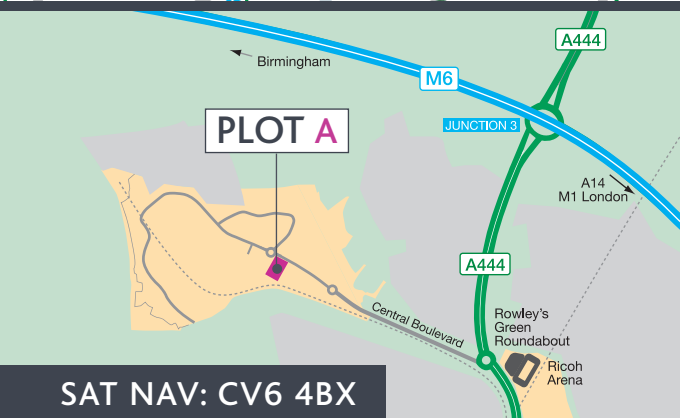 A444
Birmingham
M6
PLOT A
JUNCTION 3
A14
M1 London
A444
Central Boulevard
Rowley's
Green
Roundabout
Ricoh
Arena
SAT NAV: CV6 4BX